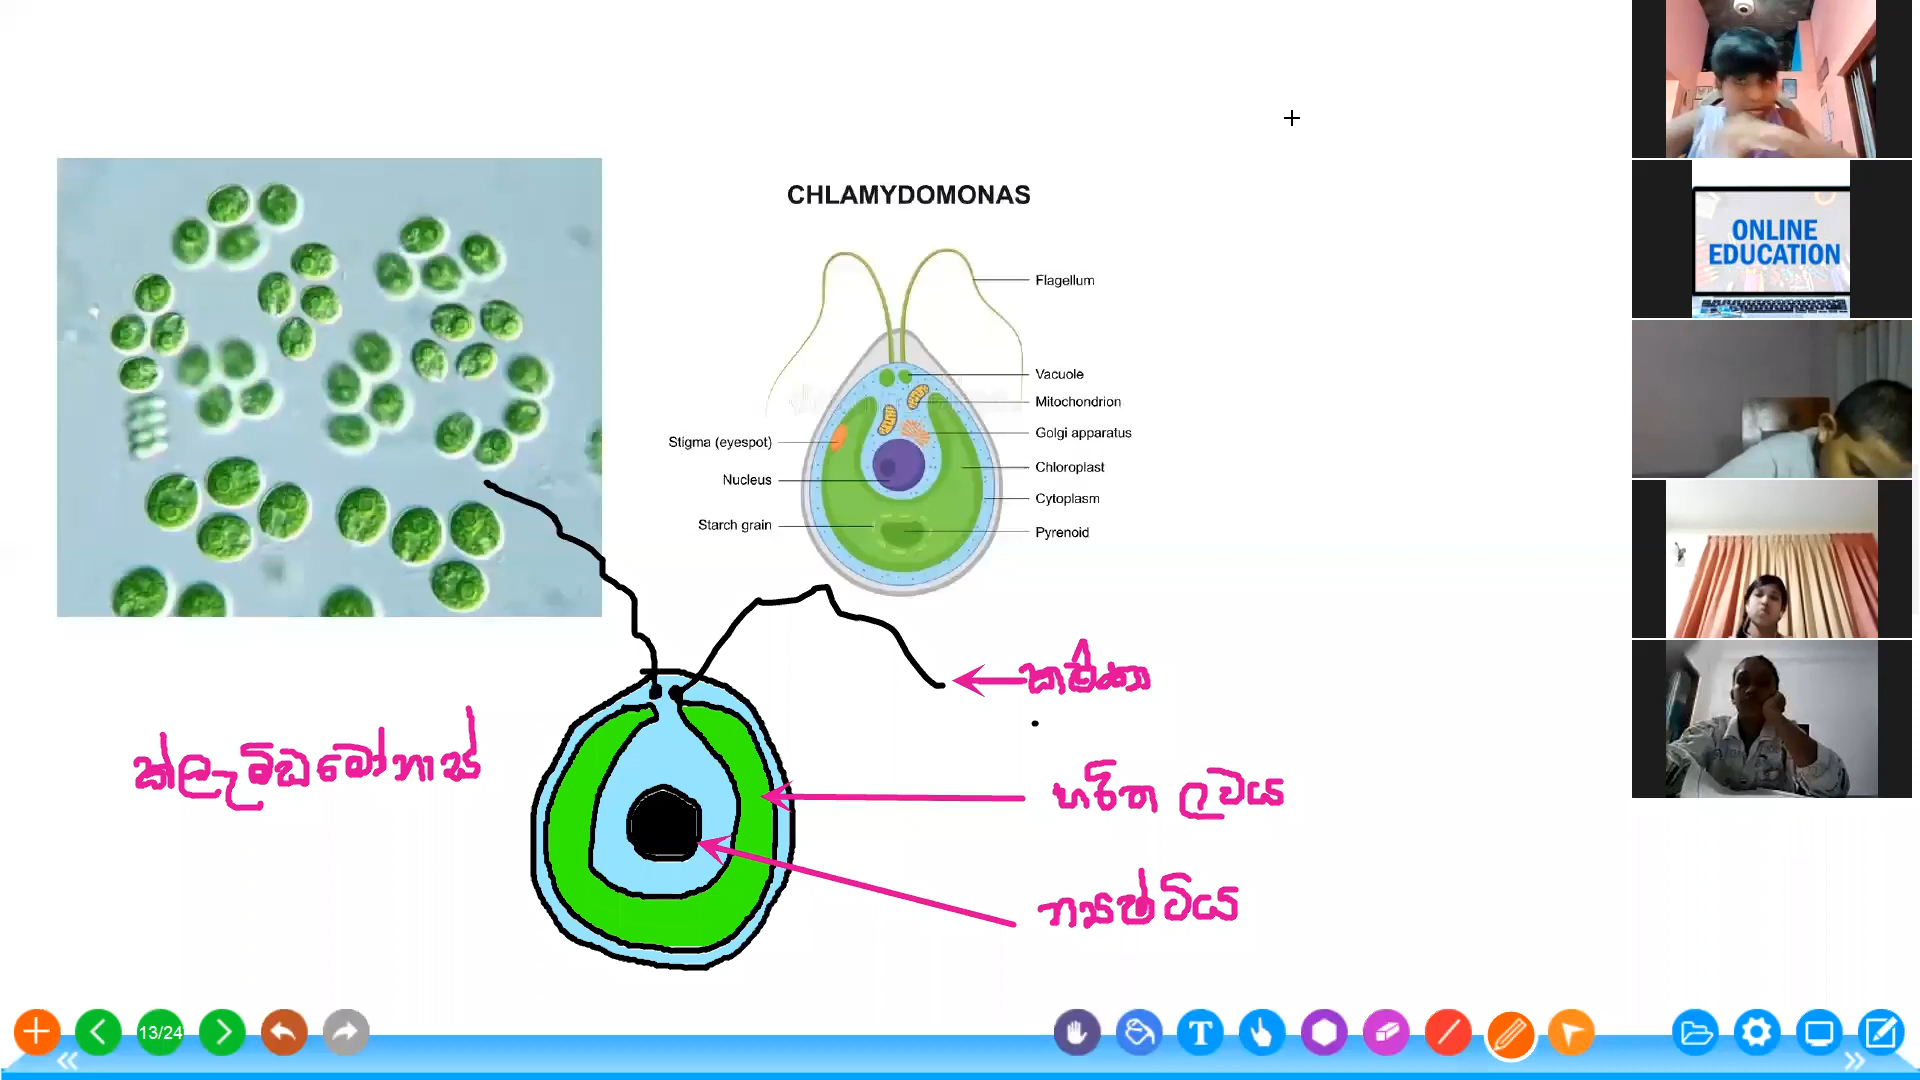 CHLAMYDOMONAS
Flagellum
Vacuole
Mitochondrion
Golgi apparatus
Stigma (eyespot)
Chloroplast
Nucleus
Cytoplasm
Starch grain
Pyrenoid
කශිකා
ක්ලැමිඩමෝනාස්
හරිත ලවය
න්‍යෂ්ටිය
ONLINE
EDUCATION
13/24
T